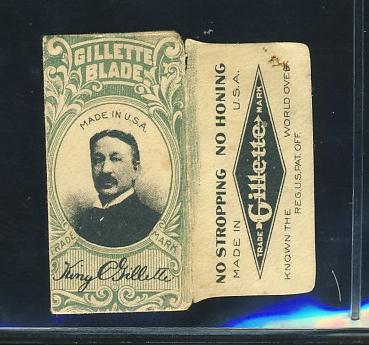 GILLETTE
BLADE
MADE IN U.S.A.
TRADE MARK
King C Gillette
NO STROPPING NO HONING
MADE IN U.S.A.
TRADE Gillette MARK
KNOWN THE WORLD OVER
REG. U.S. PAT. OFF.